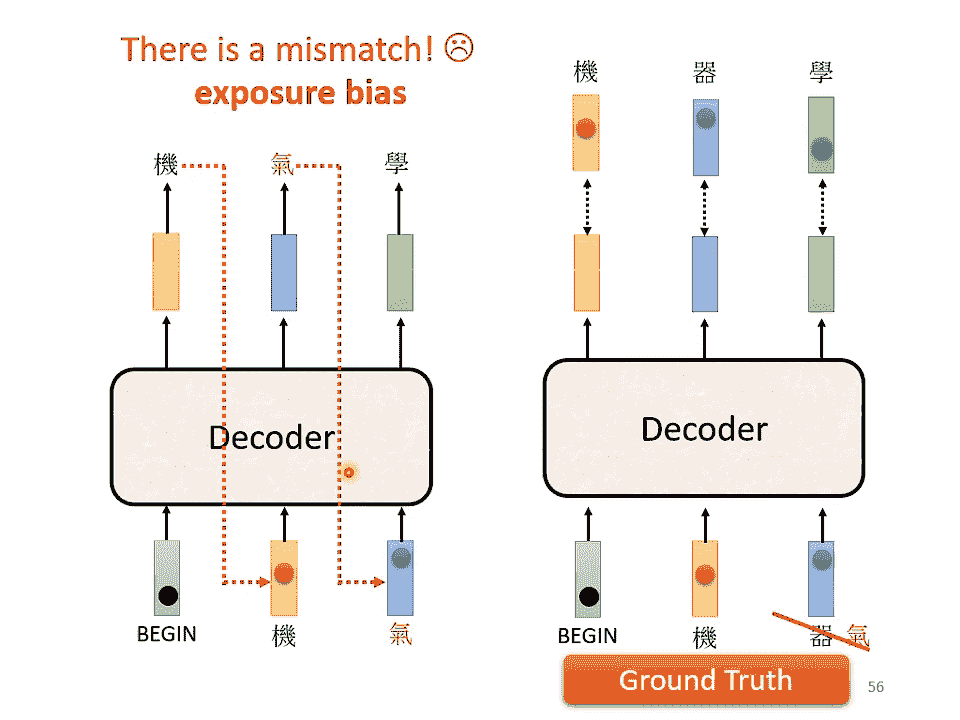 There is a mismatch! ☹
exposure bias
機 氣 學
Decoder
BEGIN 機 氣
機 器 學
Decoder
BEGIN 機 器 氣
Ground Truth
56